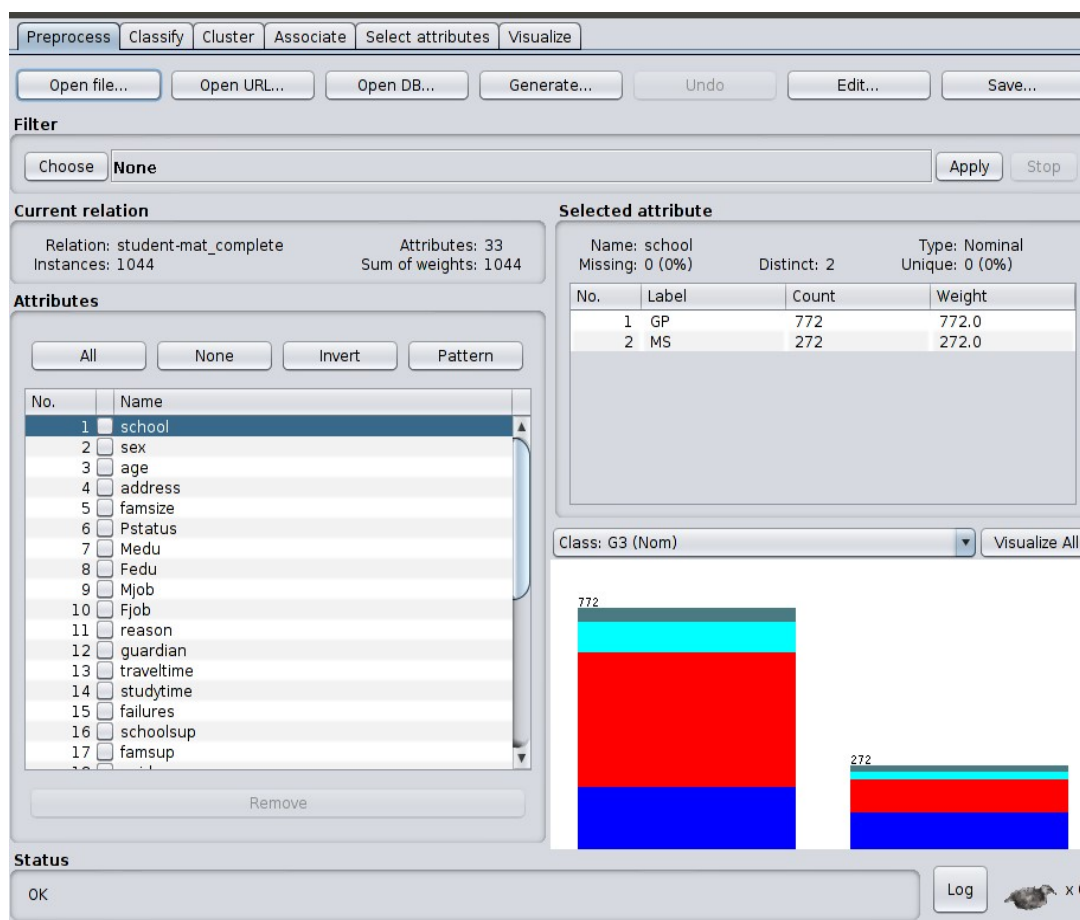 Preprocess Classify Cluster Associate Select attributes Visualize
Open file... Open URL... Open DB... Generate... Undo Edit... Save...
Filter
Choose None Apply Stop
Current relation
Relation: student-mat_complete Attributes: 33
Instances: 1044 Sum of weights: 1044
Selected attribute
Name: school Type: Nominal
Missing: 0 (0%) Distinct: 2 Unique: 0 (0%)
No. Label Count Weight
1 GP 772 772.0
2 MS 272 272.0
Attributes
All None Invert Pattern
No. Name
1 school
2 sex
3 age
4 address
5 famsize
6 Pstatus
7 Medu
8 Fedu
9 Mjob
10 Fjob
11 reason
12 guardian
13 traveltime
14 studytime
15 failures
16 schoolsup
17 famsup
Remove
Class: G3 (Nom) Visualize All
772
272
Status
OK
Log x